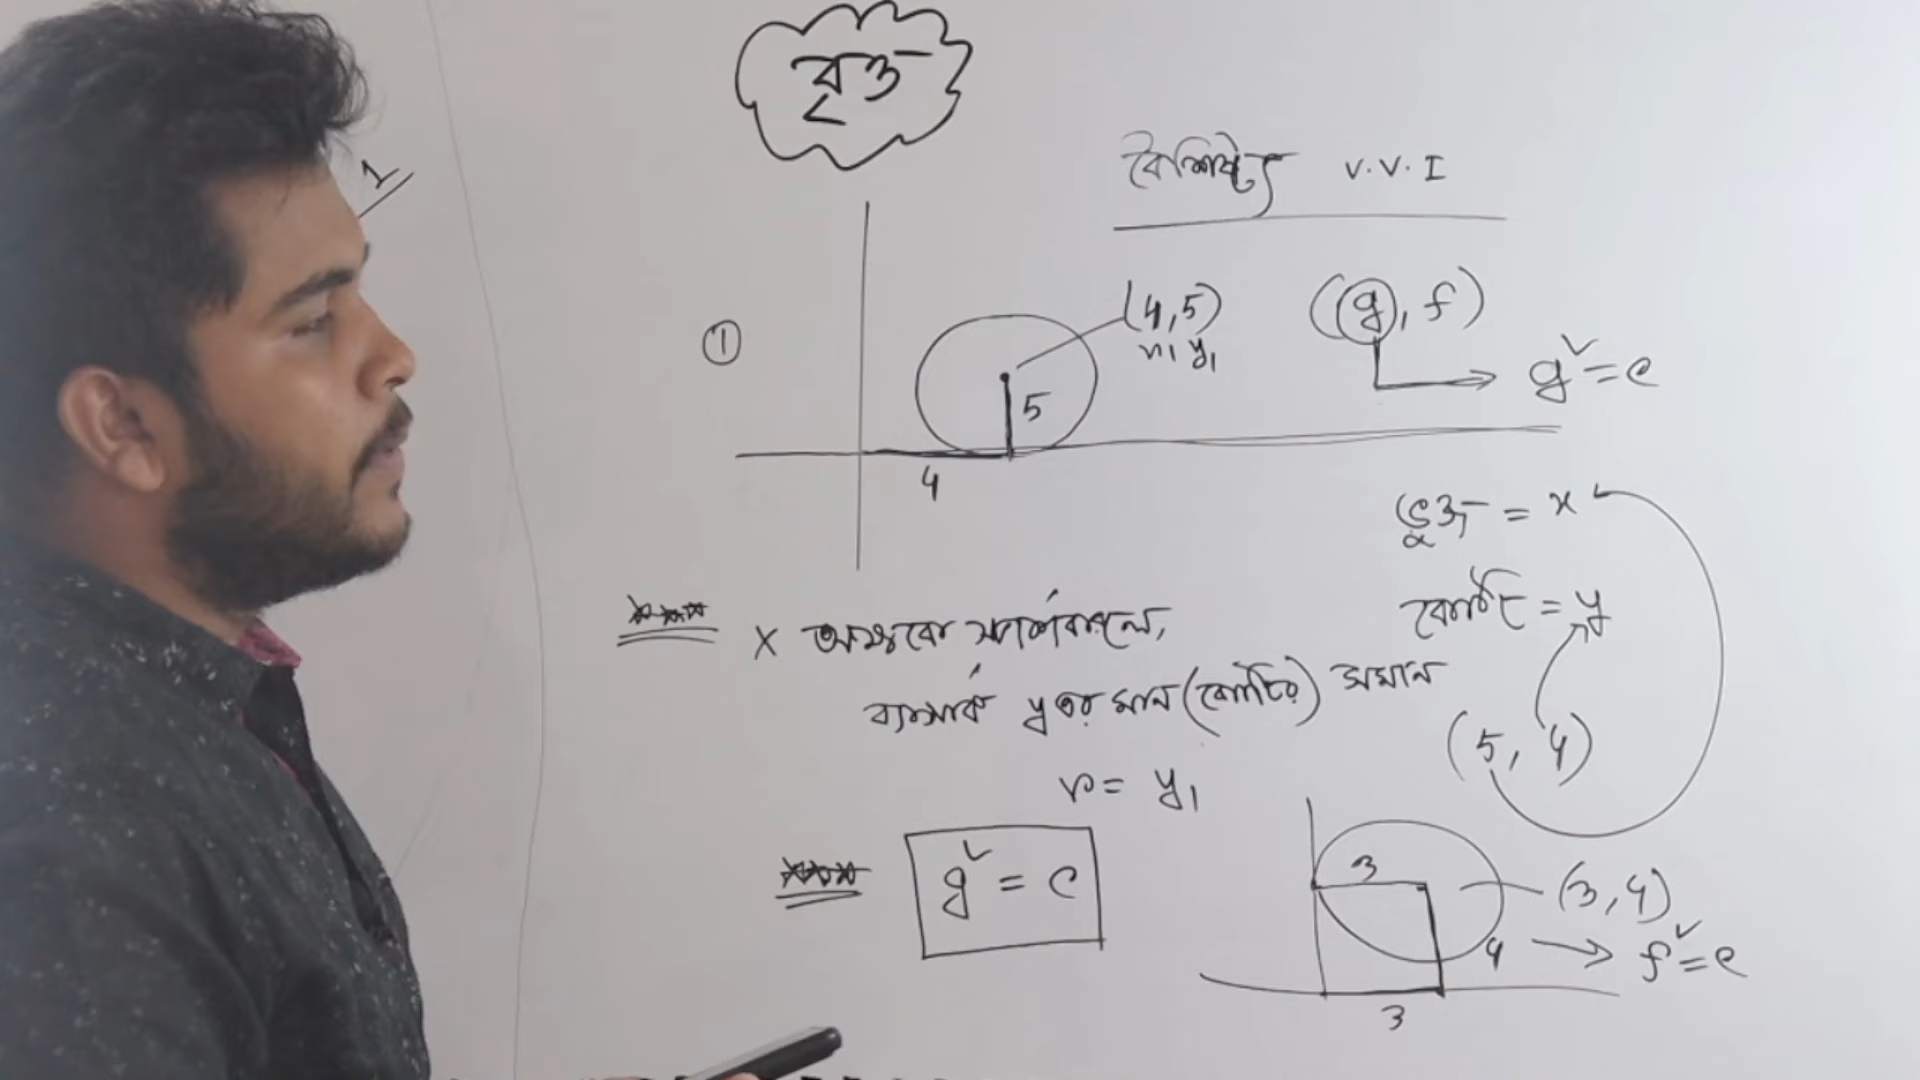 বৃত্ত
1
বৈশিষ্ট্য V.V.I
①
(4,5)
x₁ y₁
5
4
(g, f)
g² = c
ভুজ = x
কোটি = y
(5, 4)
x অক্ষকে স্পর্শ করলে,
ব্যাসার্ধ y এর মান (কোটির) সমান
r = y₁
g² = c
3
(3,4)
4 → f² = c
3